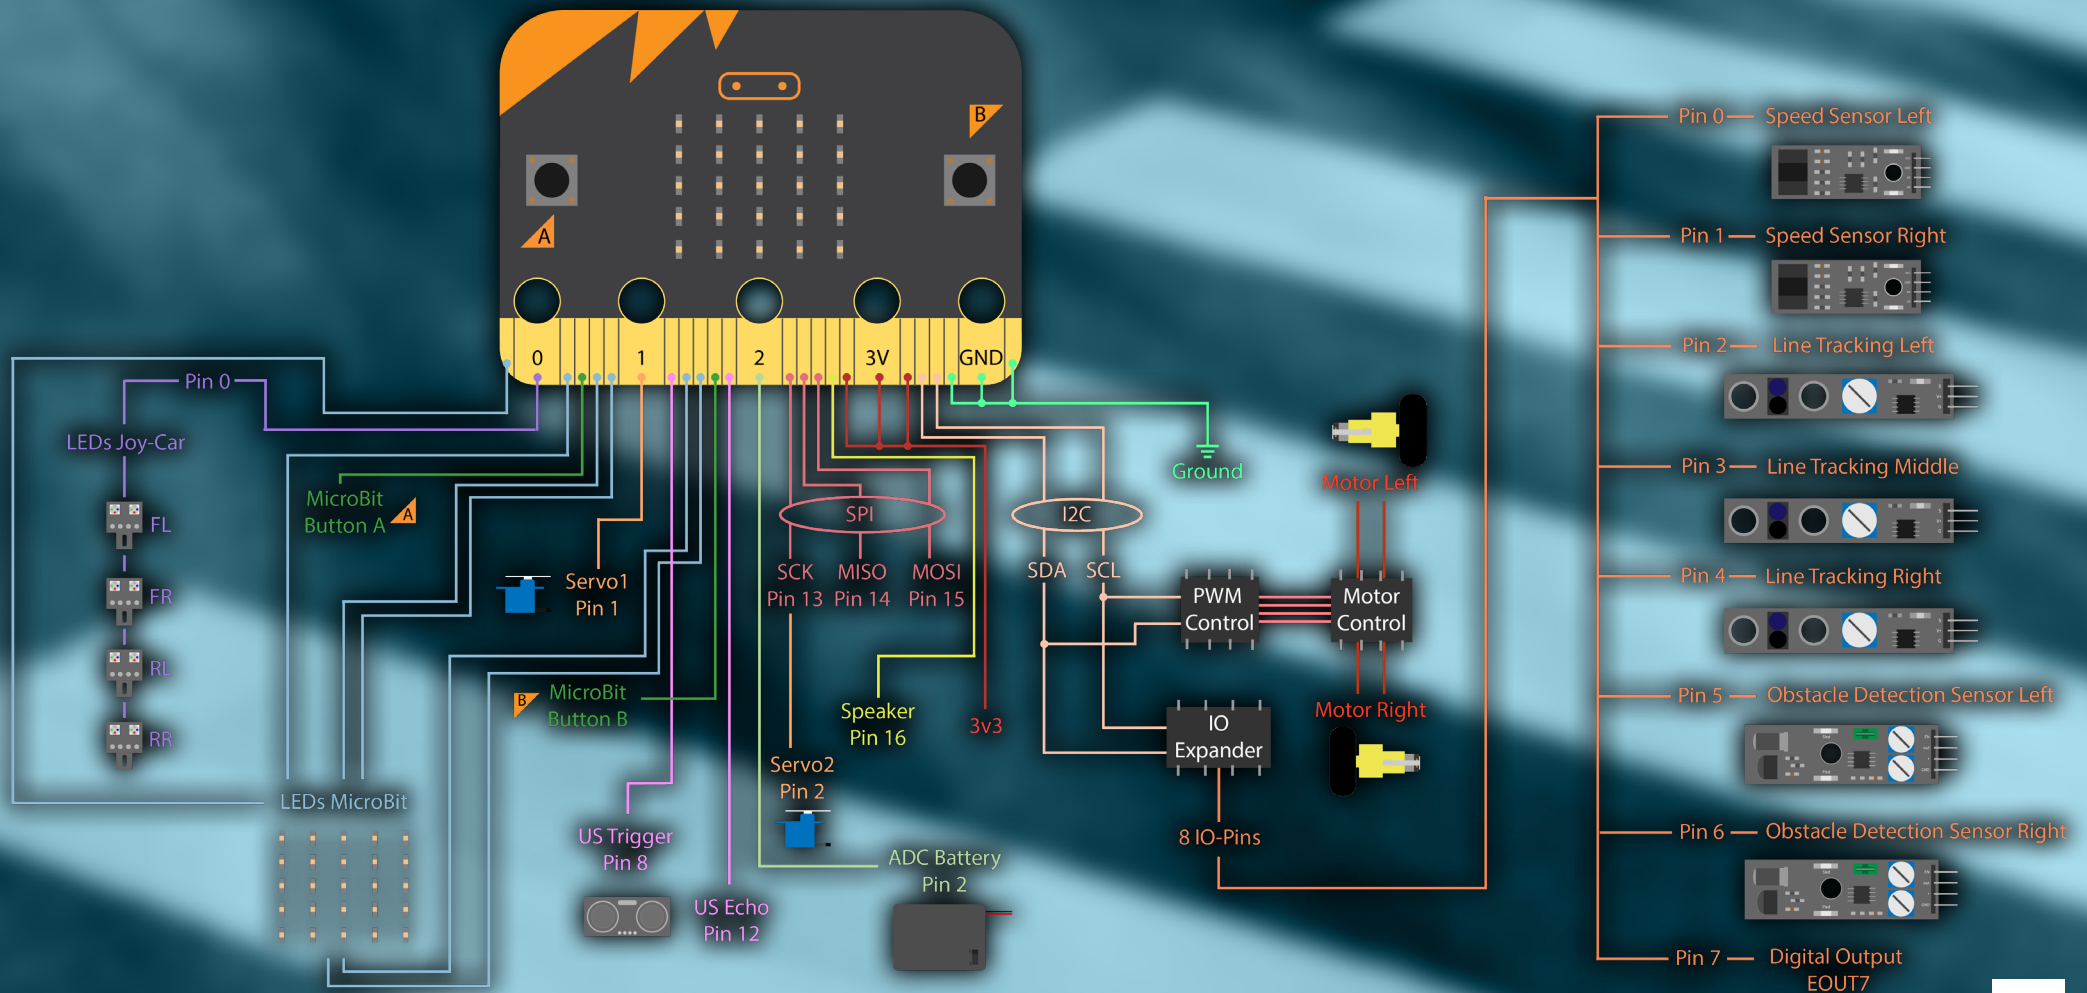 B
A
0
1
2
3V
GND
Pin 0
LEDs Joy-Car
FL
FR
RL
RR
MicroBit
Button A
A
Servo1
Pin 1
SPI
SCK
Pin 13
MISO
Pin 14
MOSI
Pin 15
I2C
SDA
SCL
Ground
PWM
Control
Motor
Control
Motor Left
Motor Right
IO
Expander
8 IO-Pins
B
MicroBit
Button B
Speaker
Pin 16
3v3
Servo2
Pin 2
LEDs MicroBit
US Trigger
Pin 8
US Echo
Pin 12
ADC Battery
Pin 2
Pin 0
Speed Sensor Left
Pin 1
Speed Sensor Right
Pin 2
Line Tracking Left
Pin 3
Line Tracking Middle
Pin 4
Line Tracking Right
Pin 5
Obstacle Detection Sensor Left
Pin 6
Obstacle Detection Sensor Right
Pin 7
Digital Output
EOUT7